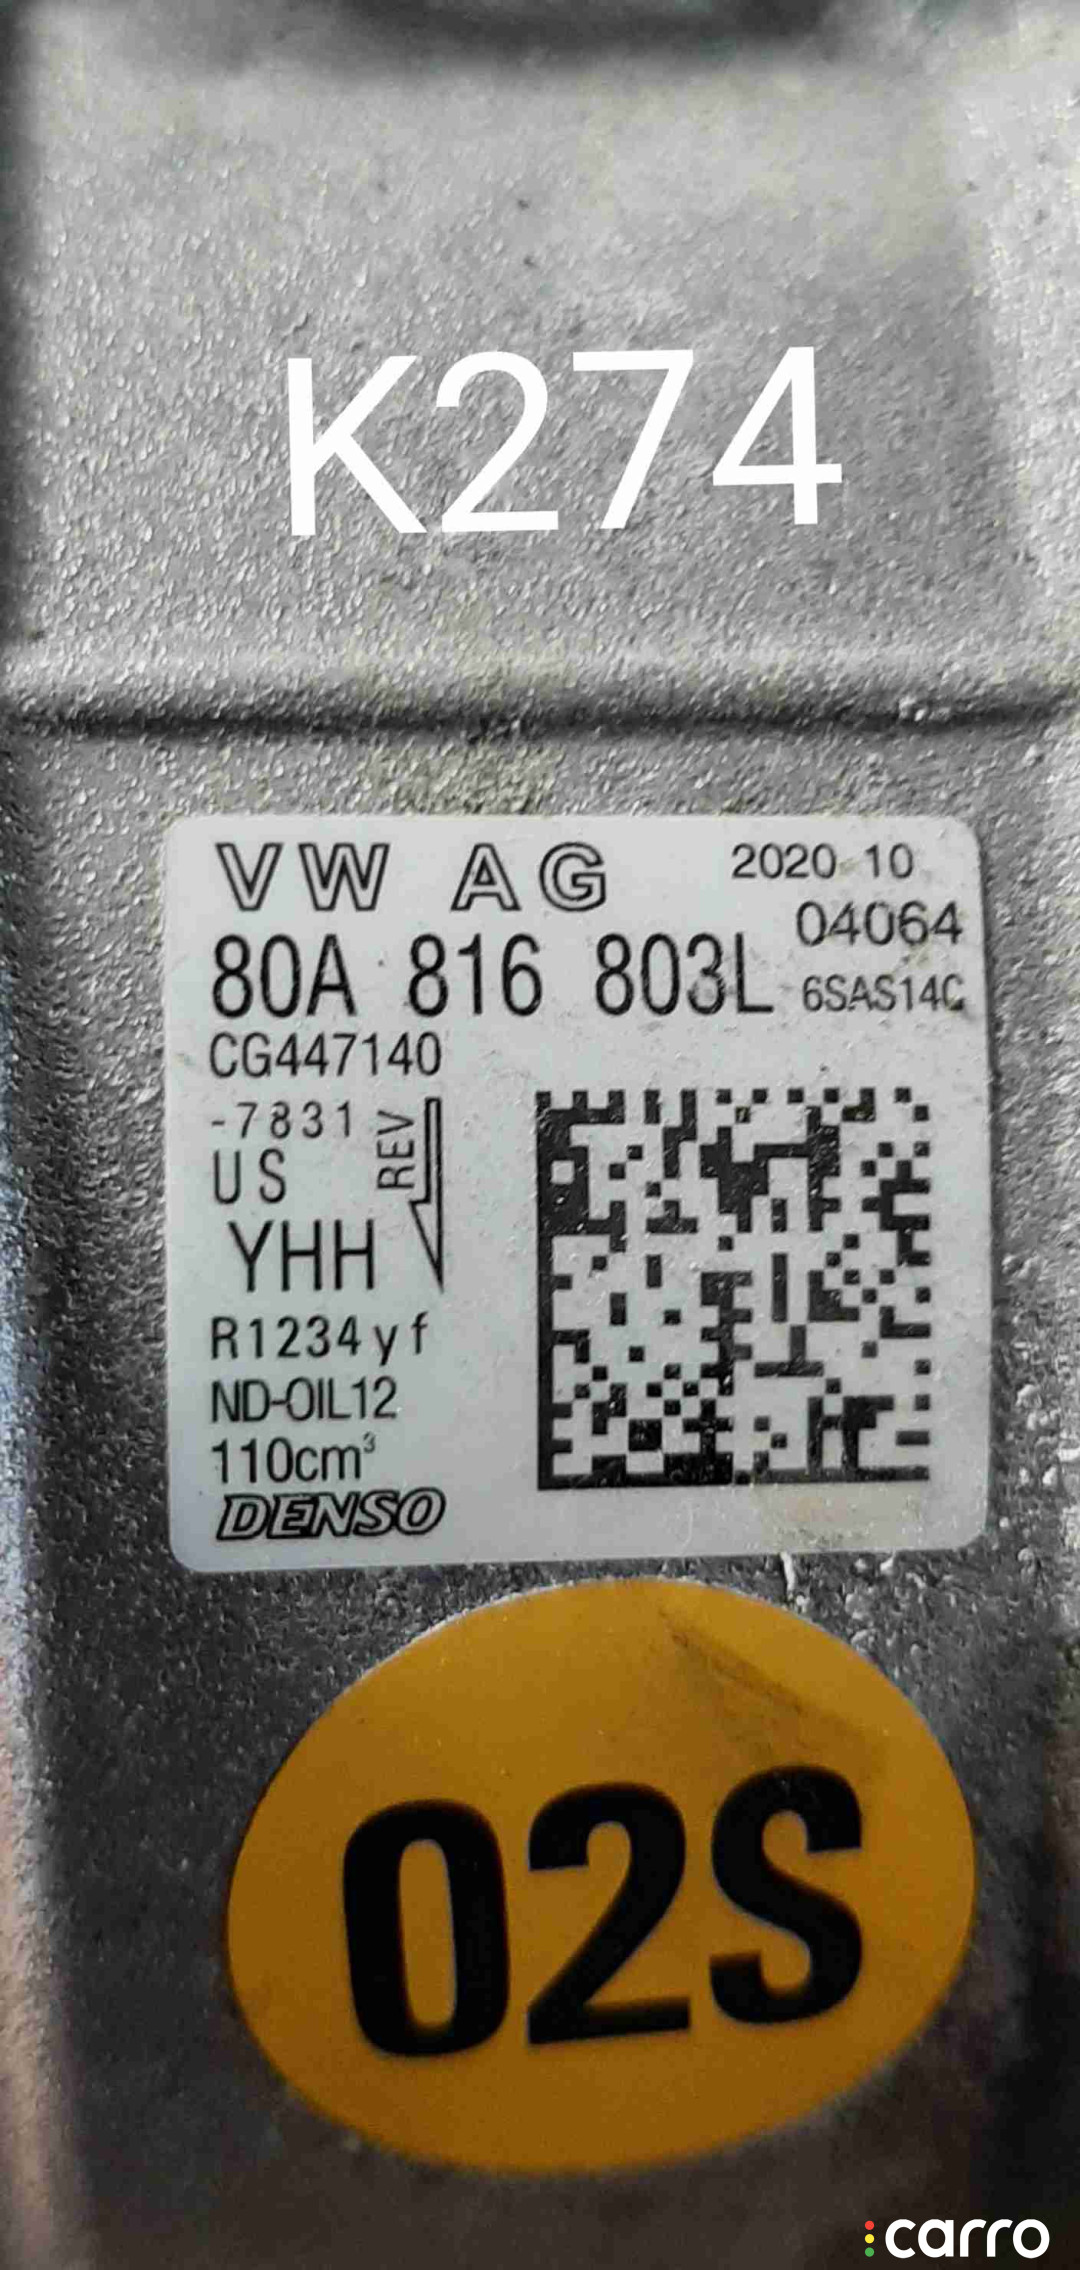 K274
VW AG 2020 10
04064
80A 816 803L 6SAS14C
CG447140
-7831
US
REV
YHH
R1234yf
ND-OIL12
110cm³
DENSO
02S
carro